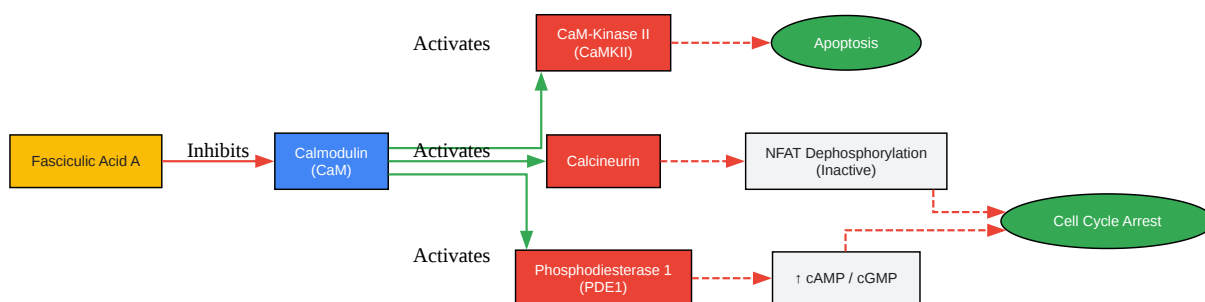 Activates
CaM-Kinase II
(CaMKII)
Apoptosis
Fasciculic Acid A
Inhibits
Calmodulin
(CaM)
Activates
Calcineurin
NFAT Dephosphorylation
(Inactive)
Cell Cycle Arrest
Activates
Phosphodiesterase 1
(PDE1)
↑ cAMP / cGMP